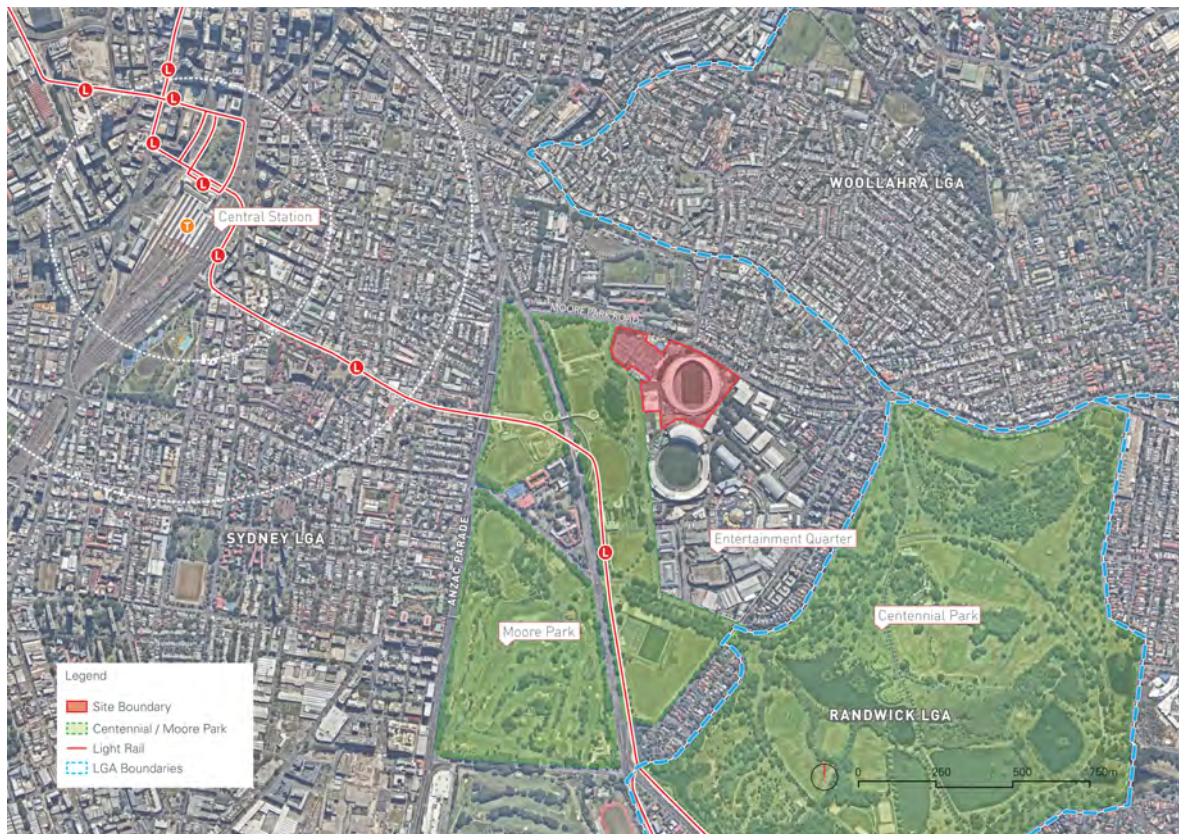 L
L
L
L
L
WOOLLAHRA LGA
Central Station
T
L
MOORE PARK ROAD
L
SYDNEY LGA
ANZAC PARADE
L
Entertainment Quarter
Centennial Park
Moore Park
Legend
Site Boundary
Centennial / Moore Park
Light Rail
LGA Boundaries
RANDWICK LGA
0 250 500 750m